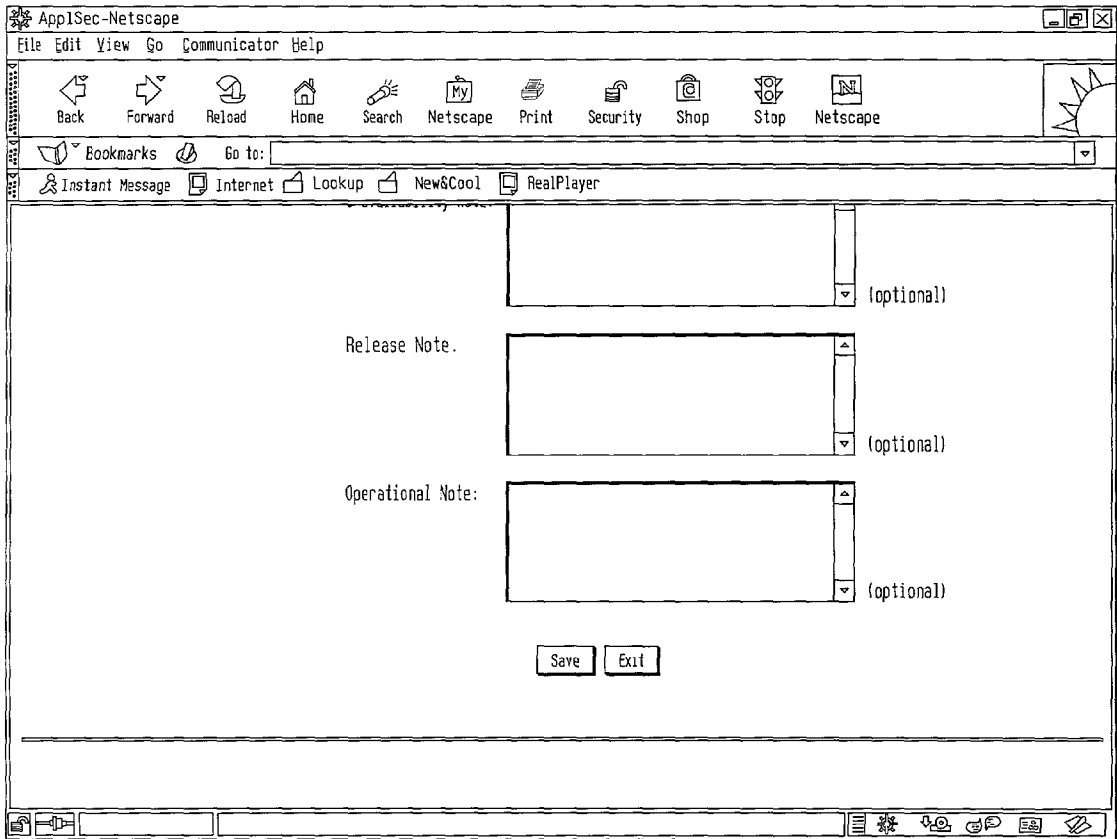 ApplSec-Netscape
File Edit View Go Communicator Help
Back Forward Reload Home Search Netscape Print Security Shop Stop Netscape
My
N
Bookmarks Go to:
Instant Message Internet Lookup New&Cool RealPlayer
(optional)
Release Note.
(optional)
Operational Note:
(optional)
Save Exit